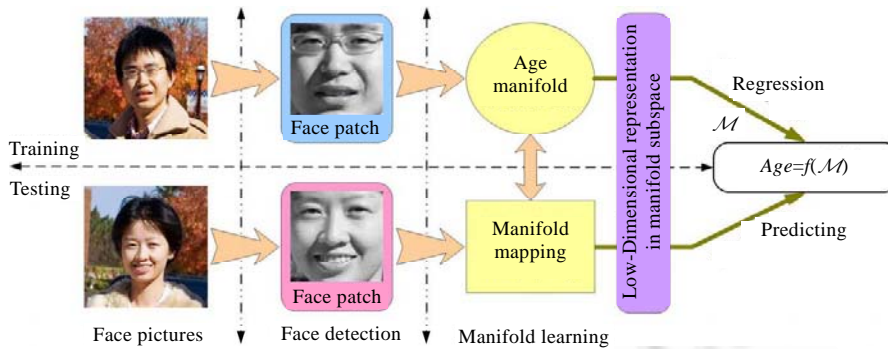 Face patch
Age
manifold
Low-Dimensional representation
in manifold subspace
Regression
ℳ
Training
Testing
Age=f(ℳ)
Face patch
Manifold
mapping
Predicting
Face pictures
Face detection
Manifold learning